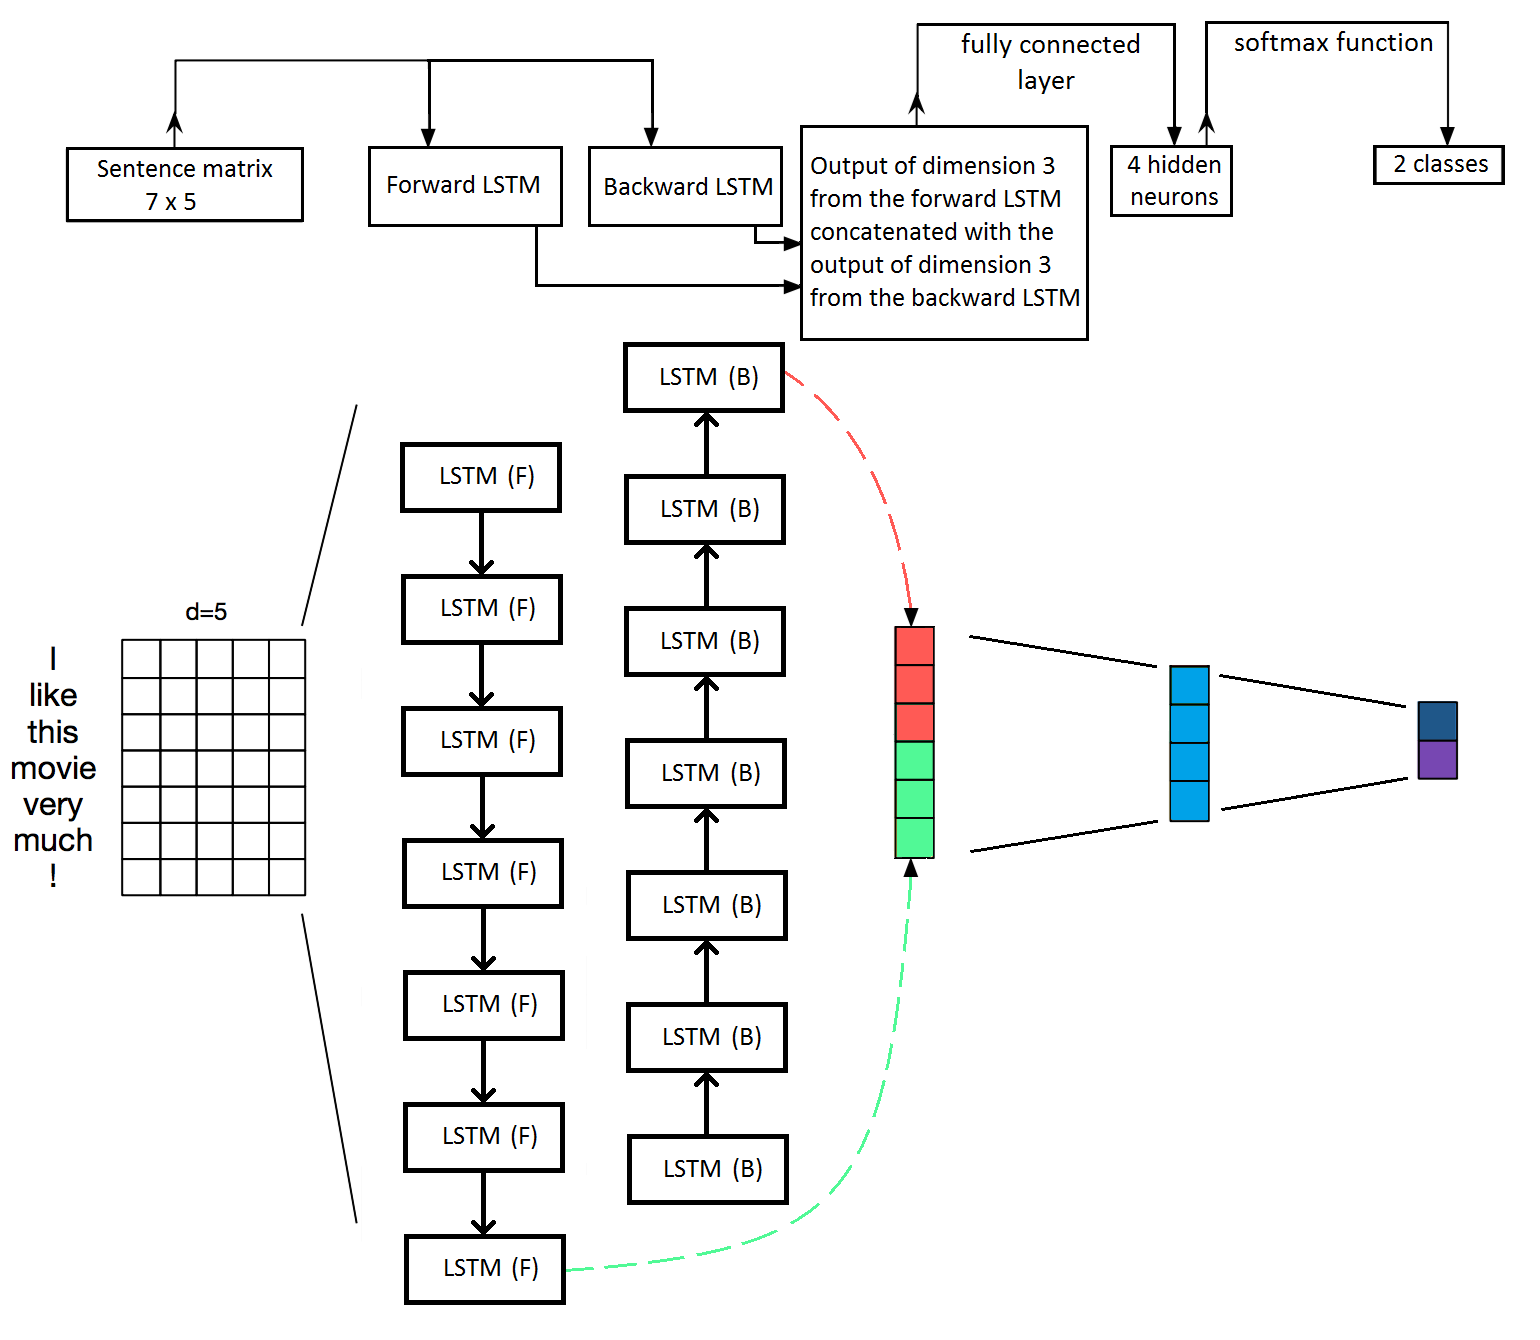 fully connected
layer
softmax function
Sentence matrix
7 x 5
Forward LSTM
Backward LSTM
Output of dimension 3
from the forward LSTM
concatenated with the
output of dimension 3
from the backward LSTM
4 hidden
neurons
2 classes
d=5
I
like
this
movie
very
much
!
LSTM (F)
LSTM (F)
LSTM (F)
LSTM (F)
LSTM (F)
LSTM (F)
LSTM (F)
LSTM (B)
LSTM (B)
LSTM (B)
LSTM (B)
LSTM (B)
LSTM (B)
LSTM (B)